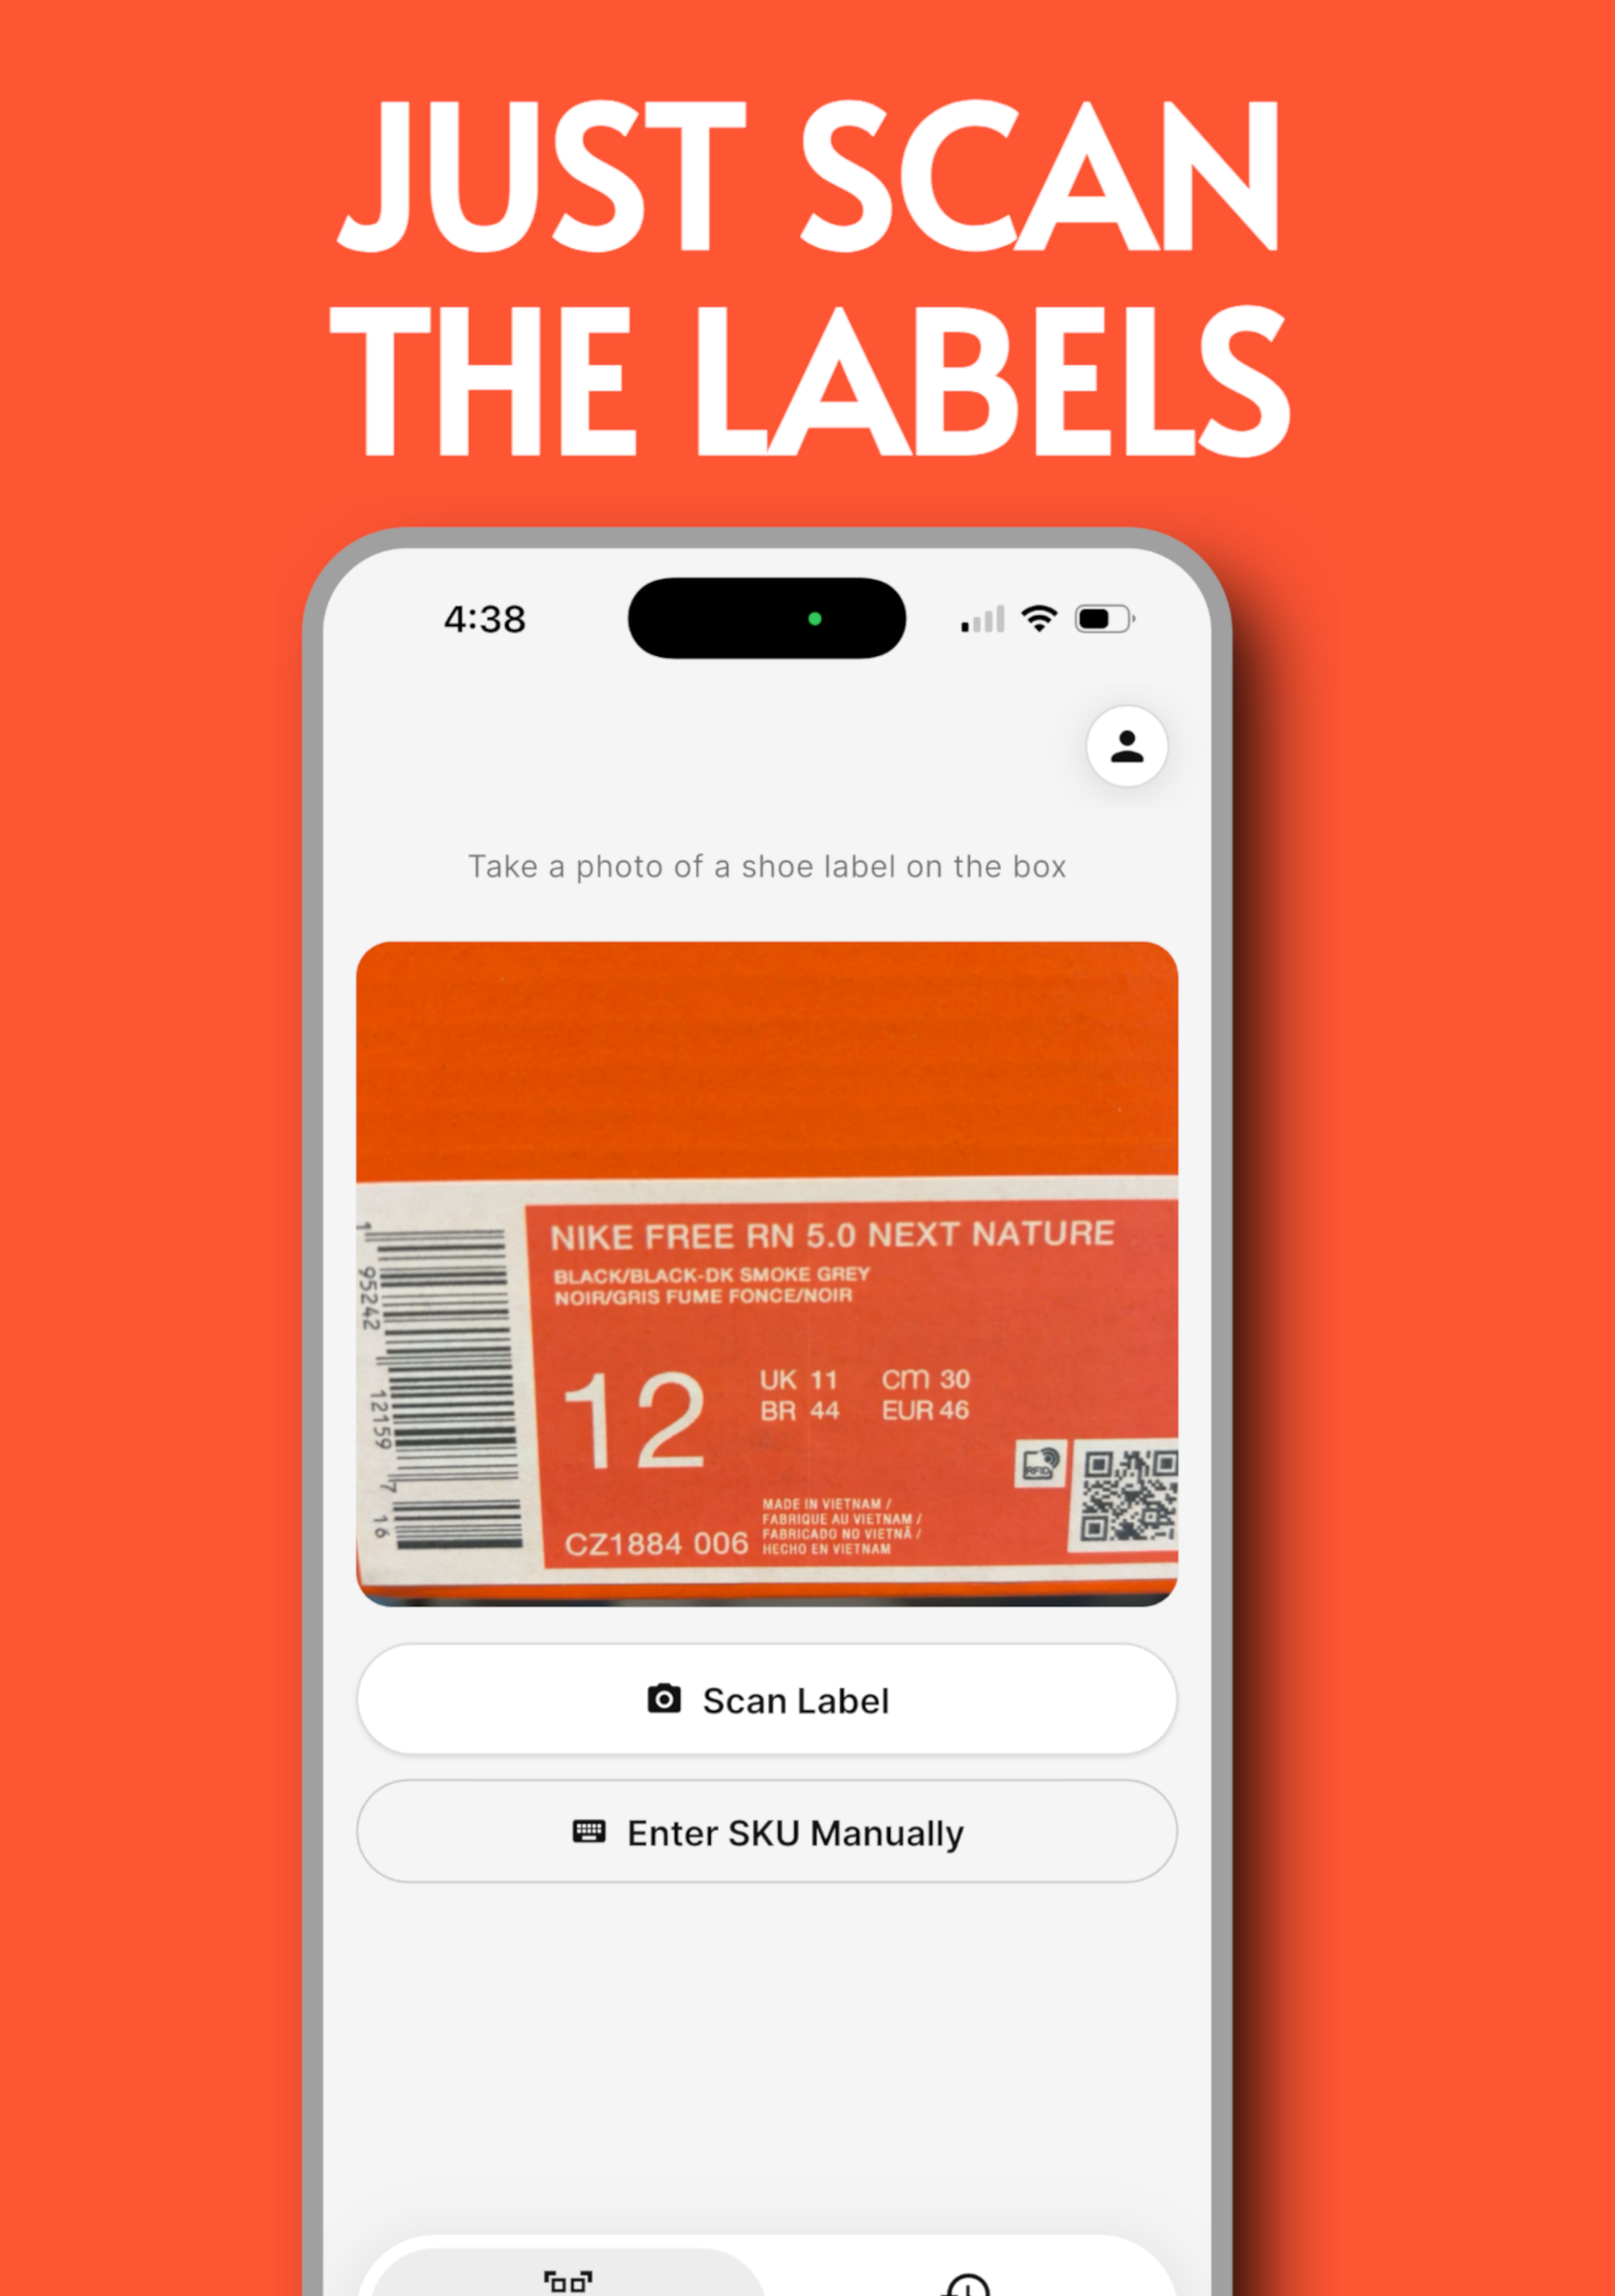 JUST SCAN
THE LABELS
4:38
Take a photo of a shoe label on the box
NIKE FREE RN 5.0 NEXT NATURE
BLACK/BLACK-DK SMOKE GREY
NOIR/GRIS FUME FONCE/NOIR
12
UK 11 cm 30
BR 44 EUR 46
RFID
MADE IN VIETNAM /
FABRIQUE AU VIETNAM /
FABRICADO NO VIETNÃ /
HECHO EN VIETNAM
CZ1884 006
1 95242 12159 7 16
Scan Label
Enter SKU Manually